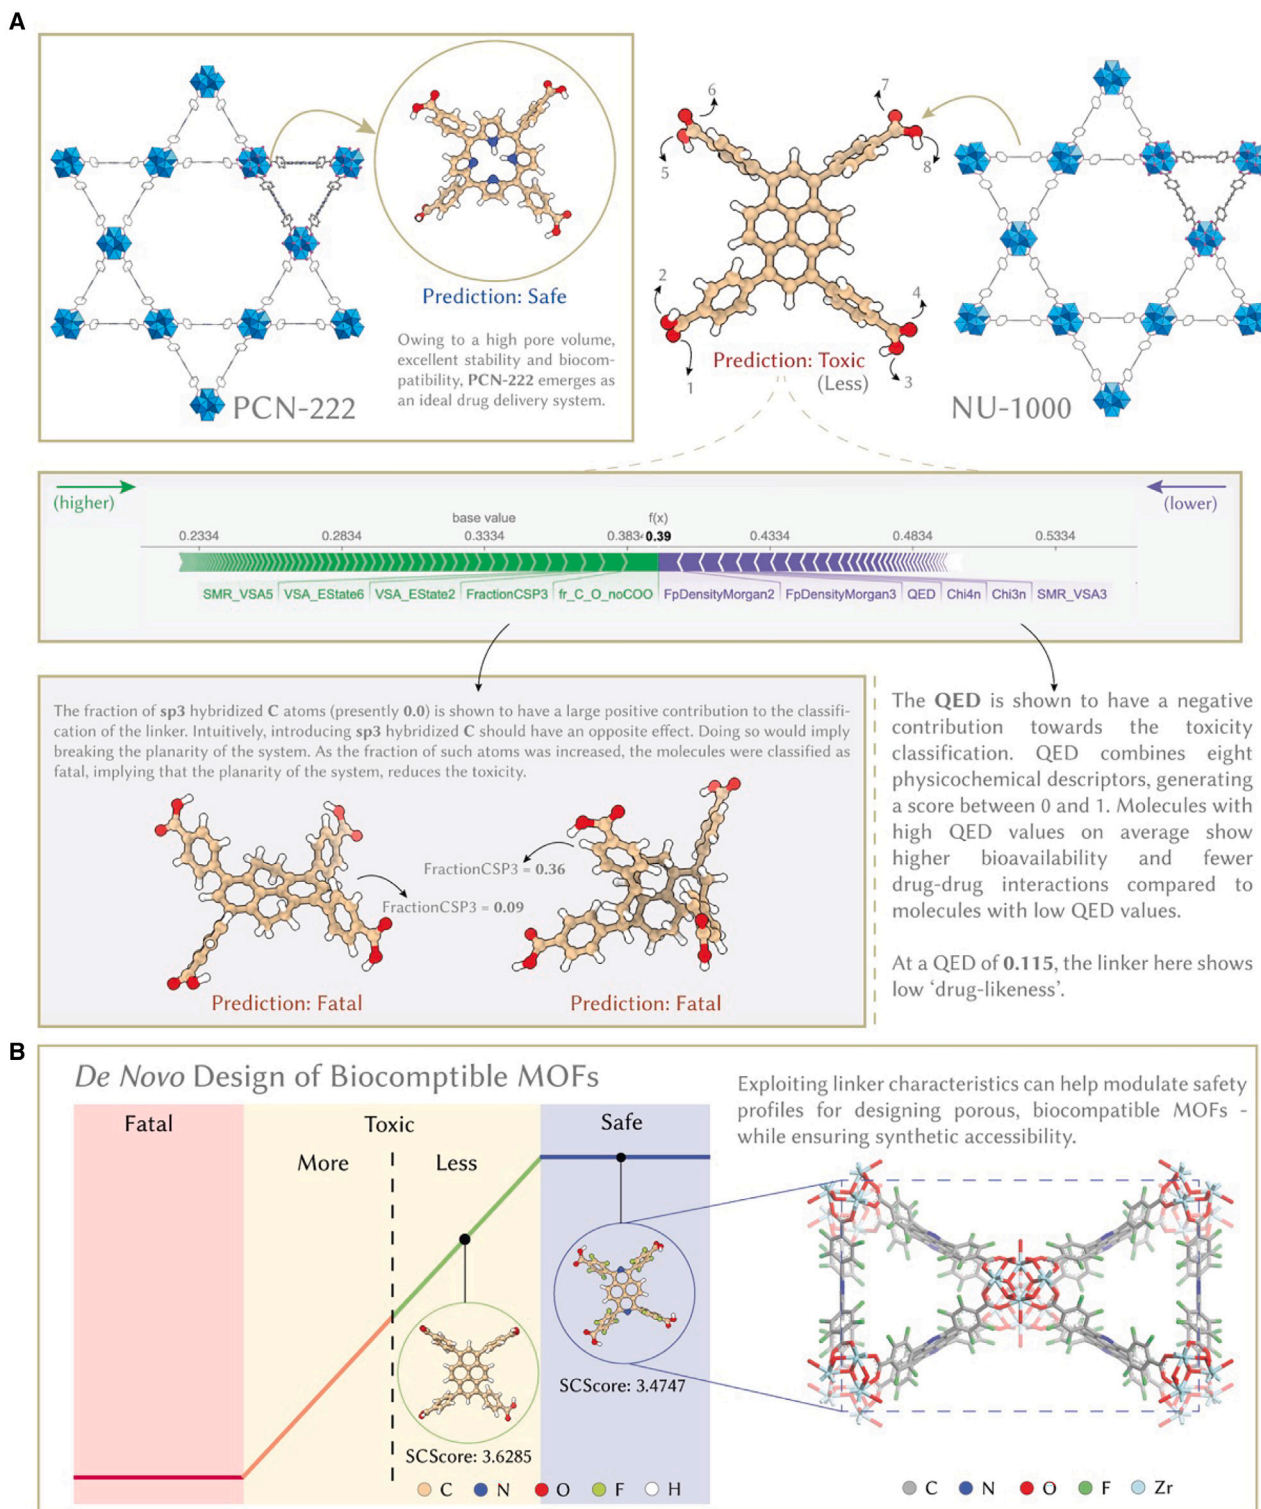 A
6
7
5
8
2
4
1
3
Prediction: Safe
Owing to a high pore volume,
excellent stability and biocom-
patibility, PCN-222 emerges as
an ideal drug delivery system.
PCN-222
Prediction: Toxic
(Less)
NU-1000
(higher)
(lower)
base value
f(x)
0.2334
0.2834
0.3334
0.383
0.39
0.4334
0.4834
0.5334
SMR_VSA5
VSA_EState6
VSA_EState2
FractionCSP3
fr_C_O_noCOO
FpDensityMorgan2
FpDensityMorgan3
QED
Chi4n
Chi3n
SMR_VSA3
The fraction of sp3 hybridized C atoms (presently 0.0) is shown to have a large positive contribution to the classifi-
cation of the linker. Intuitively, introducing sp3 hybridized C should have an opposite effect. Doing so would imply
breaking the planarity of the system. As the fraction of such atoms was increased, the molecules were classified as
fatal, implying that the planarity of the system, reduces the toxicity.
FractionCSP3 = 0.36
FractionCSP3 = 0.09
Prediction: Fatal
Prediction: Fatal
The QED is shown to have a negative
contribution towards the toxicity
classification. QED combines eight
physicochemical descriptors, generating
a score between 0 and 1. Molecules with
high QED values on average show
higher bioavailability and fewer
drug-drug interactions compared to
molecules with low QED values.
At a QED of 0.115, the linker here shows
low ‘drug-likeness’.
B
De Novo Design of Biocomptible MOFs
Fatal
Toxic
Safe
More
Less
SCScore: 3.6285
SCScore: 3.4747
C
N
O
F
H
Exploiting linker characteristics can help modulate safety
profiles for designing porous, biocompatible MOFs -
while ensuring synthetic accessibility.
C
N
O
F
Zr